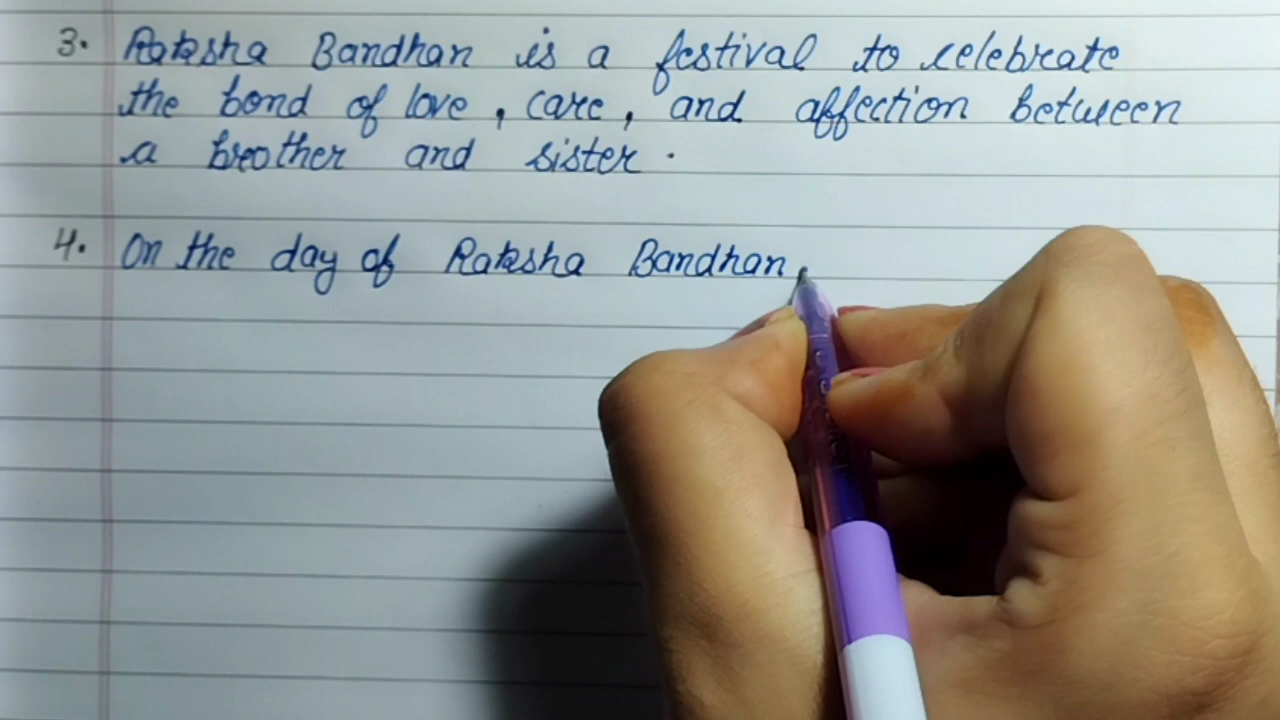 3. Raksha Bandhan is a festival to celebrate
the bond of love, care, and affection between
a brother and sister.
4. On the day of Raksha Bandhan,